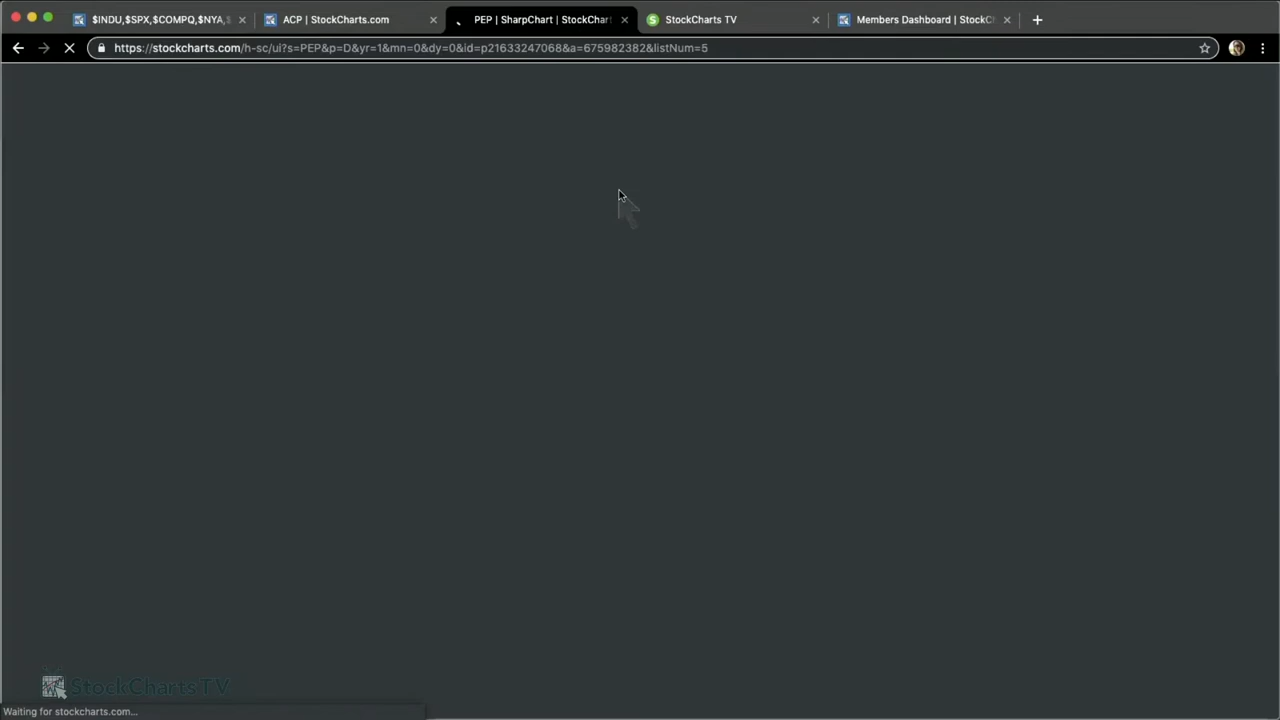 $INDU,$SPX,$COMPQ,$NYA,$
ACP | StockCharts.com
PEP | SharpChart | StockChar
StockCharts TV
Members Dashboard | StockC
https://stockcharts.com/h-sc/ui?s=PEP&p=D&yr=1&mn=0&dy=0&id=p21633247068&a=675982382&listNum=5
StockChartsTV
Waiting for stockcharts.com...